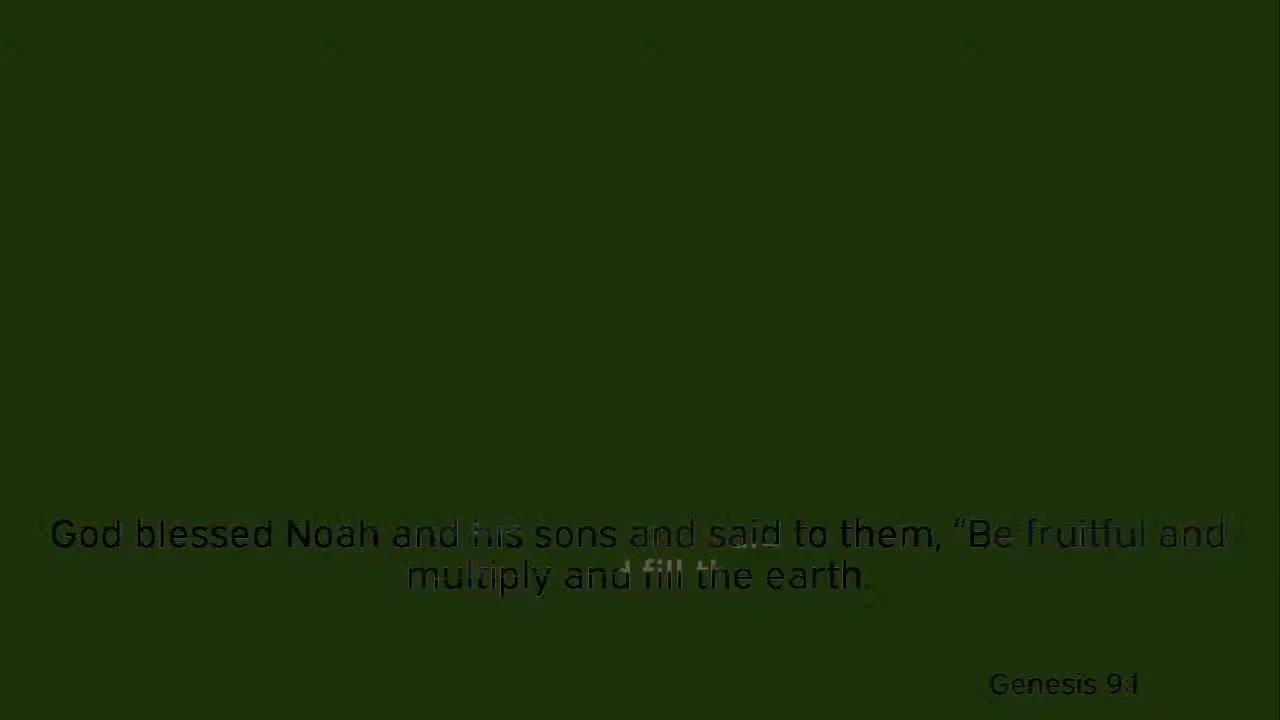 God blessed Noah and his sons and said to them, “Be fruitful and
multiply and fill the earth.
Genesis 9:1